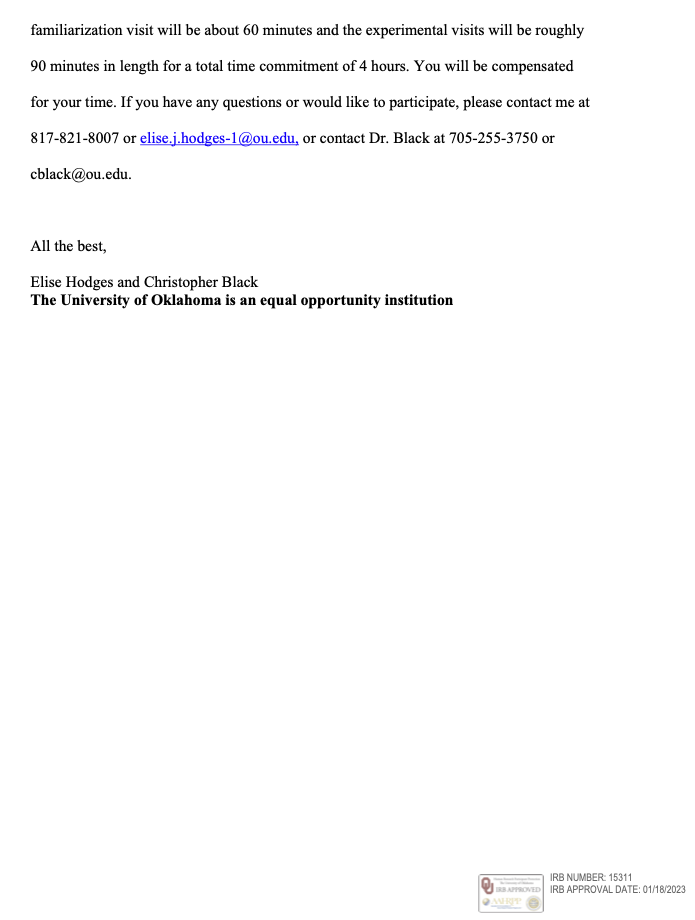 familiarization visit will be about 60 minutes and the experimental visits will be roughly
90 minutes in length for a total time commitment of 4 hours. You will be compensated
for your time. If you have any questions or would like to participate, please contact me at
817-821-8007 or elise.j.hodges-1@ou.edu, or contact Dr. Black at 705-255-3750 or
cblack@ou.edu.
All the best,
Elise Hodges and Christopher Black
The University of Oklahoma is an equal opportunity institution
IRB APPROVED
AAHRPP
IRB NUMBER: 15311
IRB APPROVAL DATE: 01/18/2023